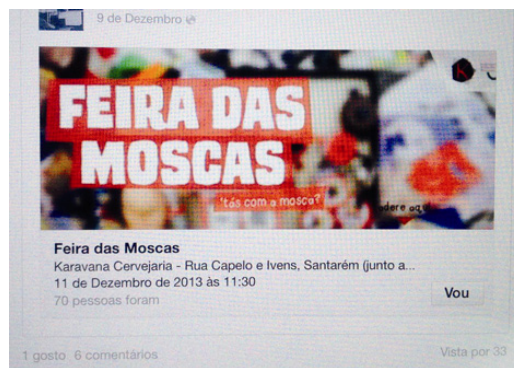 9 de Dezembro
FEIRA DAS
MOSCAS
'tás com a mosca?
adere aqui
Feira das Moscas
Karavana Cervejaria - Rua Capelo e Ivens, Santarém (junto a...
11 de Dezembro de 2013 às 11:30
70 pessoas foram
Vou
1 gosto 6 comentários
Vista por 33